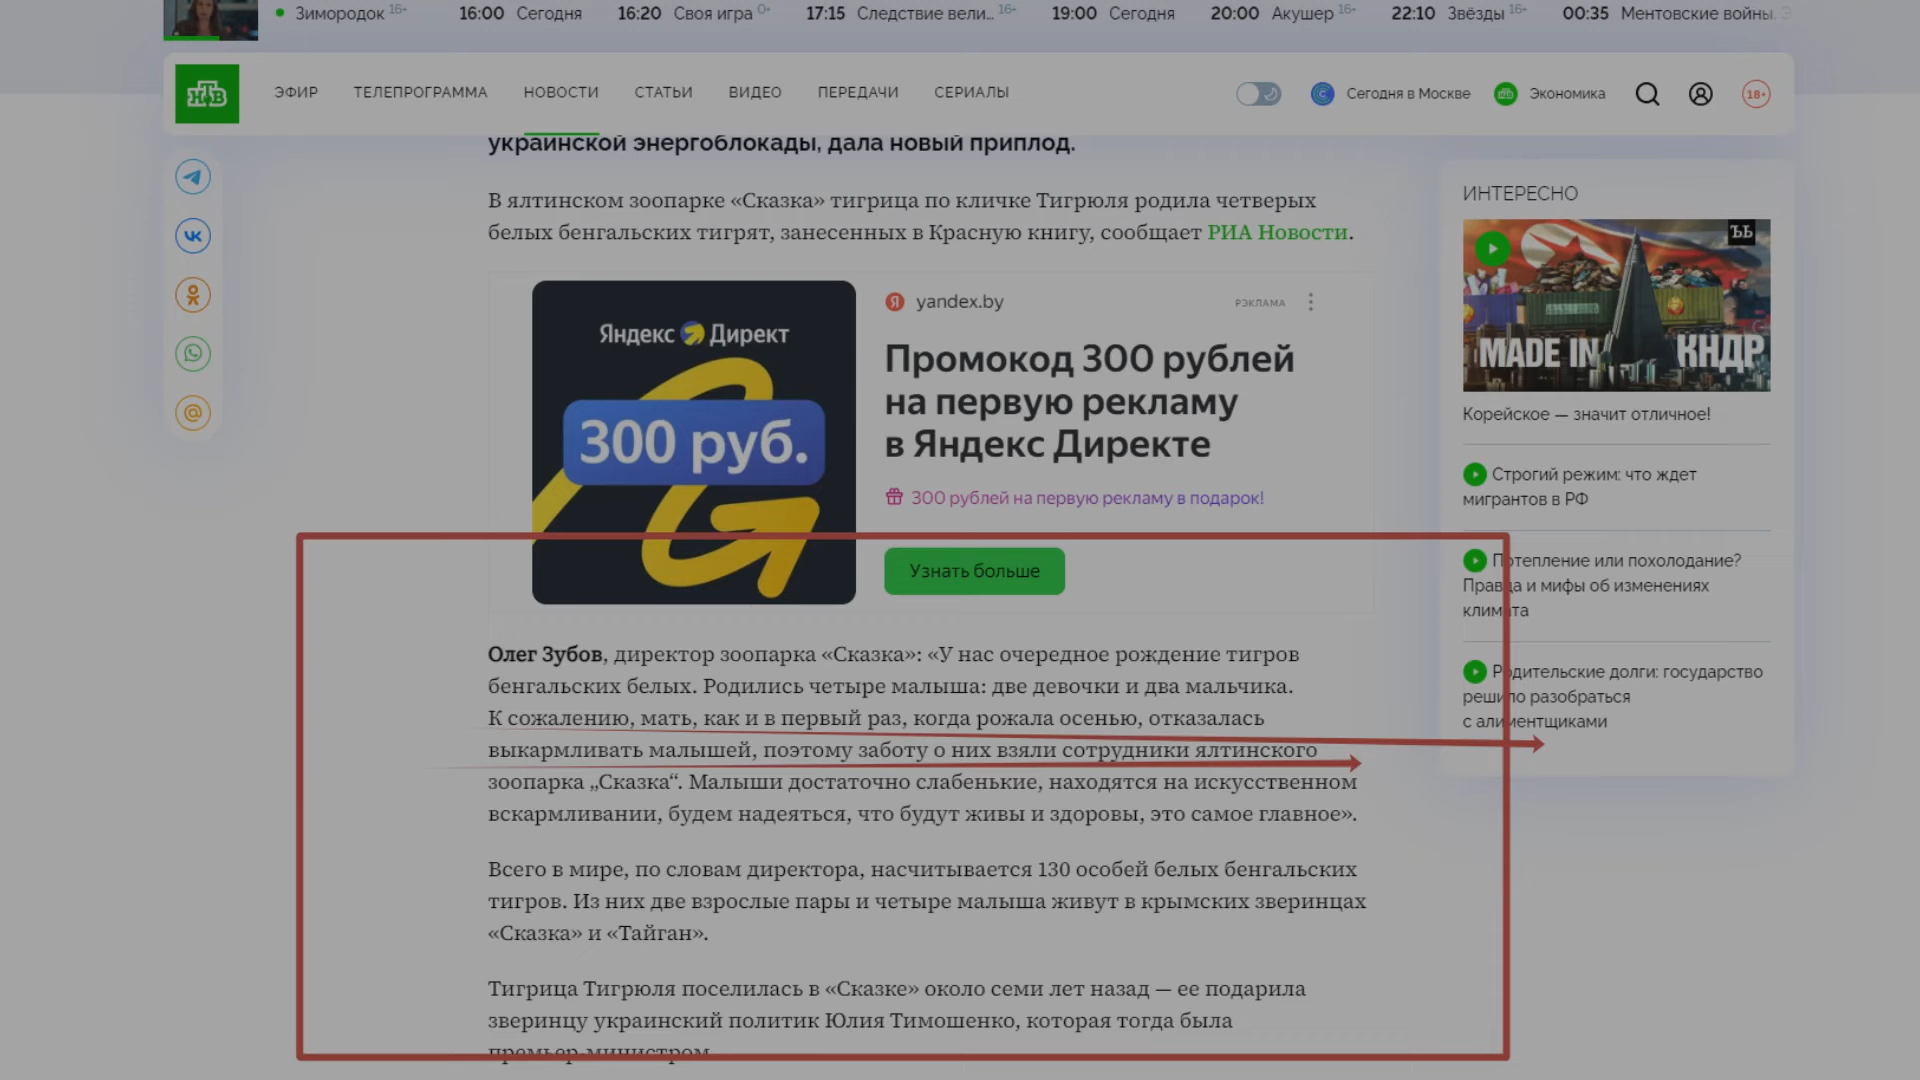 Зимородок 16+ 16:00 Сегодня 16:20 Своя игра 0+ 17:15 Следствие вели... 16+ 19:00 Сегодня 20:00 Акушер 16+ 22:10 Звёзды 16+ 00:35 Ментовские войны.
НТВ ЭФИР ТЕЛЕПРОГРАММА НОВОСТИ СТАТЬИ ВИДЕО ПЕРЕДАЧИ СЕРИАЛЫ Сегодня в Москве Экономика 18+
украинской энергоблокады, дала новый приплод.
В ялтинском зоопарке «Сказка» тигрица по кличке Тигрюля родила четверых
белых бенгальских тигрят, занесенных в Красную книгу, сообщает РИА Новости.
Яндекс Директ
300 руб.
yandex.by
РЭКЛАМА
Промокод 300 рублей
на первую рекламу
в Яндекс Директе
300 рублей на первую рекламу в подарок!
Узнать больше
Олег Зубов, директор зоопарка «Сказка»: «У нас очередное рождение тигров
бенгальских белых. Родились четыре малыша: две девочки и два мальчика.
К сожалению, мать, как и в первый раз, когда рожала осенью, отказалась
выкармливать малышей, поэтому заботу о них взяли сотрудники ялтинского
зоопарка „Сказка“. Малыши достаточно слабенькие, находятся на искусственном
вскармливании, будем надеяться, что будут живы и здоровы, это самое главное».
Всего в мире, по словам директора, насчитывается 130 особей белых бенгальских
тигров. Из них две взрослые пары и четыре малыша живут в крымских зверинцах
«Сказка» и «Тайган».
Тигрица Тигрюля поселилась в «Сказке» около семи лет назад — ее подарила
зверинцу украинский политик Юлия Тимошенко, которая тогда была
премьер-министром.
ИНТЕРЕСНО
Ъ
MADE IN КНДР
Корейское — значит отличное!
Строгий режим: что ждет
мигрантов в РФ
Потепление или похолодание?
Правда и мифы об изменениях
климата
Родительские долги: государство
решило разобраться
с алиментщиками